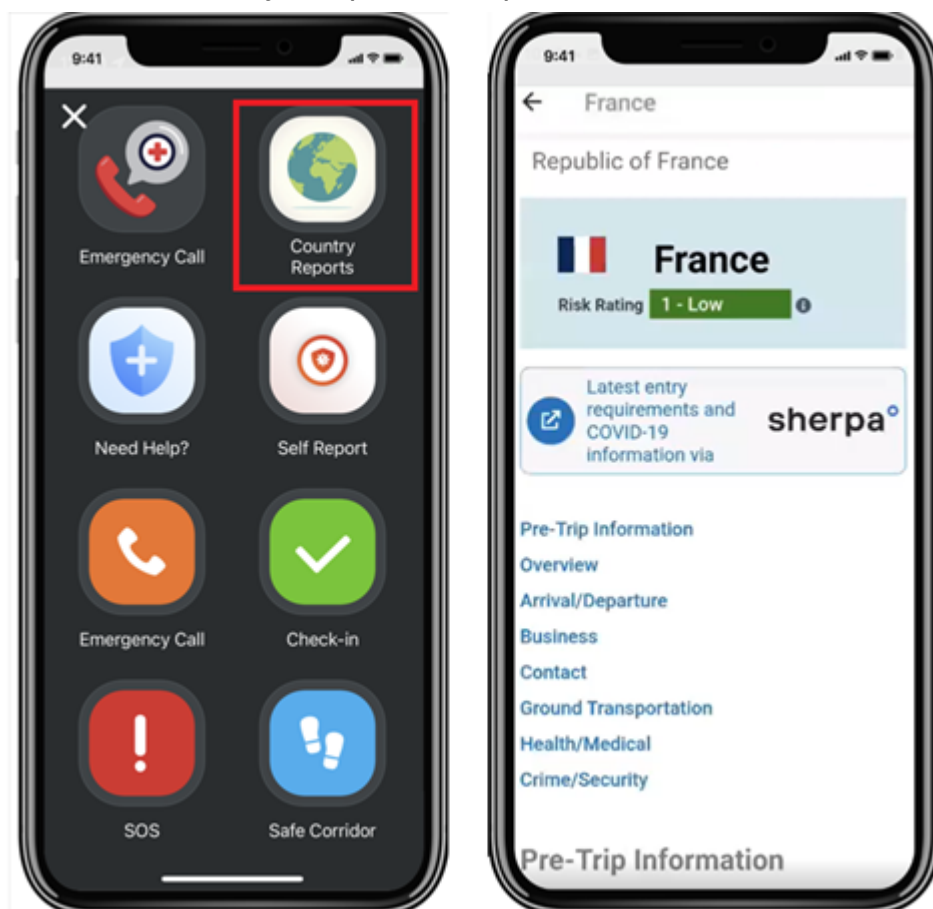 9:41
Emergency Call
Country
Reports
Need Help?
Self Report
Emergency Call
Check-in
SOS
Safe Corridor
9:41
France
Republic of France
France
Risk Rating 1 - Low
Latest entry
requirements and
COVID-19
information via
sherpa°
Pre-Trip Information
Overview
Arrival/Departure
Business
Contact
Ground Transportation
Health/Medical
Crime/Security
Pre-Trip Information